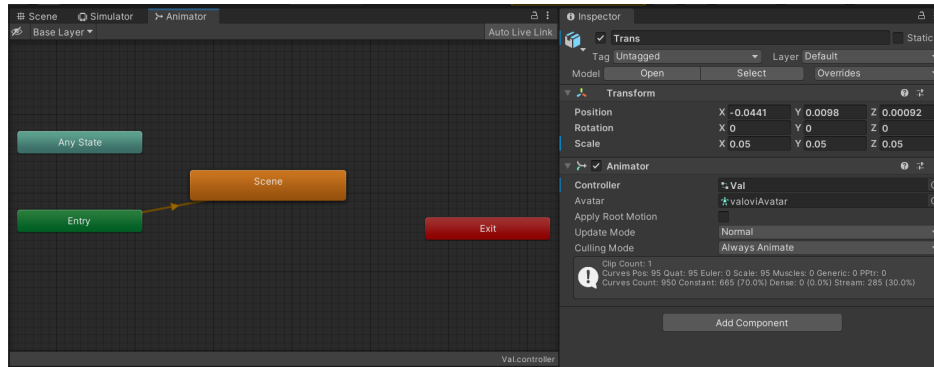 Scene Simulator Animator
Base Layer Auto Live Link
Any State
Scene
Entry
Exit
Val.controller
Inspector
Trans Static
Tag Untagged Layer Default
Model Open Select Overrides
Transform
Position X -0.0441 Y 0.0098 Z 0.00092
Rotation X 0 Y 0 Z 0
Scale X 0.05 Y 0.05 Z 0.05
Animator
Controller Val
Avatar valoviAvatar
Apply Root Motion
Update Mode Normal
Culling Mode Always Animate
Clip Count: 1
Curves Pos: 95 Quat: 95 Euler: 0 Scale: 95 Muscles: 0 Generic: 0 PPtr: 0
Curves Count: 950 Constant: 665 (70.0%) Dense: 0 (0.0%) Stream: 285 (30.0%)
Add Component